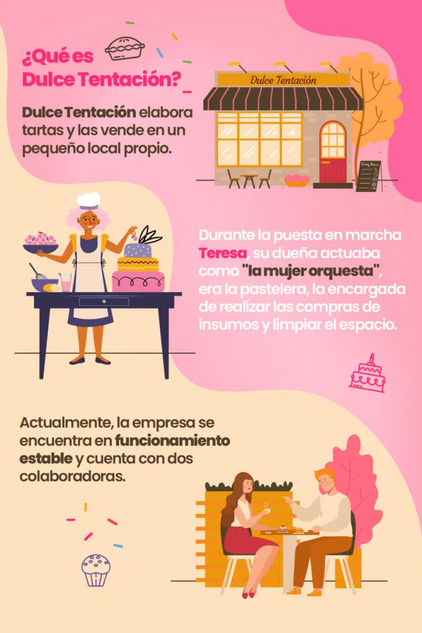 ¿Qué es
Dulce Tentación?
Dulce Tentación elabora
tartas y las vende en un
pequeño local propio.
Dulce Tentación
Durante la puesta en marcha
Teresa, su dueña actuaba
como "la mujer orquesta",
era la pastelera, la encargada
de realizar las compras de
insumos y limpiar el espacio.
Actualmente, la empresa se
encuentra en funcionamiento
estable y cuenta con dos
colaboradoras.